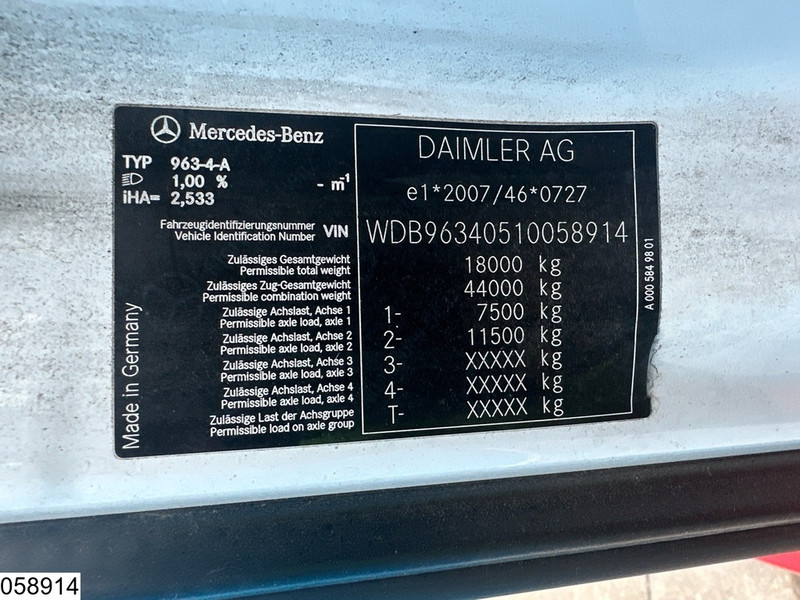 Mercedes-Benz
TYP 963-4-A
1,00 % - m-1
iHA= 2,533
DAIMLER AG
e1*2007/46*0727
Fahrzeugidentifizierungsnummer
Vehicle Identification Number VIN WDB96340510058914
Zulässiges Gesamtgewicht
Permissible total weight 18000 kg
Zulässiges Zug-Gesamtgewicht
Permissible combination weight 44000 kg
Zulässige Achslast, Achse 1
Permissible axle load, axle 1 1- 7500 kg
Zulässige Achslast, Achse 2
Permissible axle load, axle 2 2- 11500 kg
Zulässige Achslast, Achse 3
Permissible axle load, axle 3 3- XXXXX kg
Zulässige Achslast, Achse 4
Permissible axle load, axle 4 4- XXXXX kg
Zulässige Last der Achsgruppe
Permissible load on axle group T- XXXXX kg
Made in Germany
A 000 584 98 01
058914